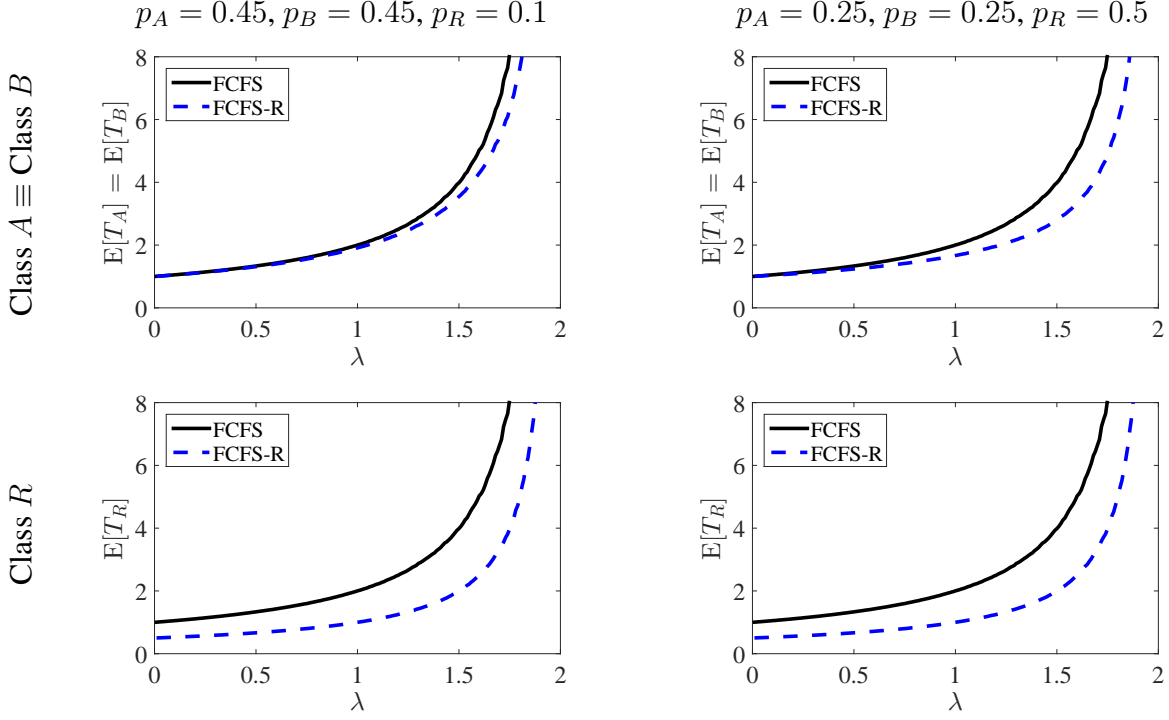 p_A = 0.45, p_B = 0.45, p_R = 0.1
p_A = 0.25, p_B = 0.25, p_R = 0.5
Class A ≡ Class B
E[T_A] = E[T_B]
8
6
4
2
0
FCFS
FCFS-R
0 0.5 1 1.5 2
λ
E[T_A] = E[T_B]
8
6
4
2
0
FCFS
FCFS-R
0 0.5 1 1.5 2
λ
Class R
E[T_R]
8
6
4
2
0
FCFS
FCFS-R
0 0.5 1 1.5 2
λ
E[T_R]
8
6
4
2
0
FCFS
FCFS-R
0 0.5 1 1.5 2
λ